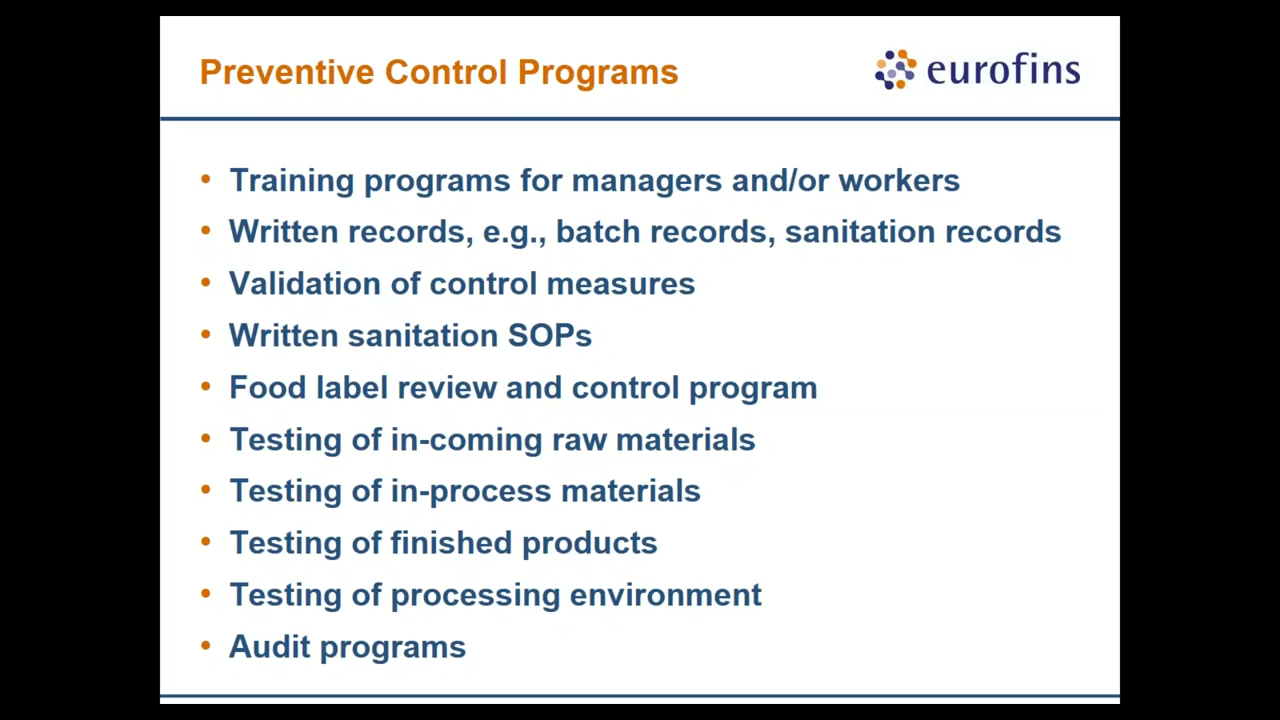 Preventive Control Programs
eurofins
• Training programs for managers and/or workers
• Written records, e.g., batch records, sanitation records
• Validation of control measures
• Written sanitation SOPs
• Food label review and control program
• Testing of in-coming raw materials
• Testing of in-process materials
• Testing of finished products
• Testing of processing environment
• Audit programs